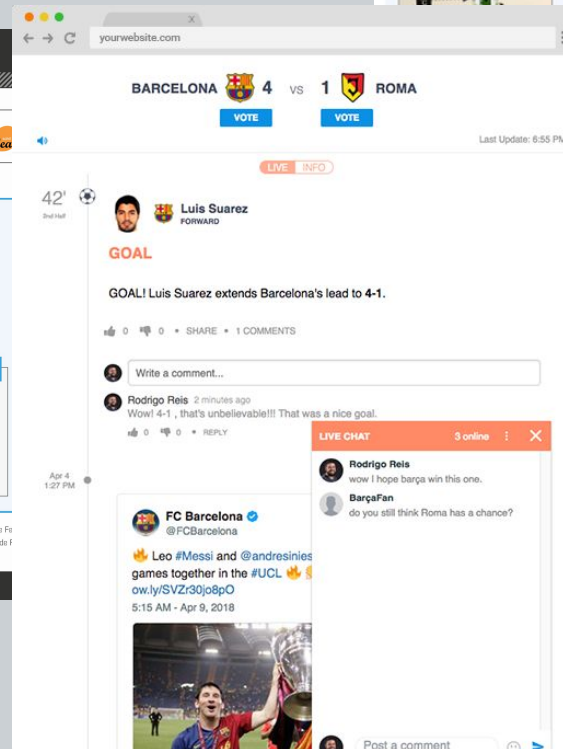 x
yourwebsite.com
BARCELONA 4 VS 1 ROMA
VOTE VOTE
Last Update: 6:55 PM
LIVE INFO
42'
2nd Half
Luis Suarez
FORWARD
GOAL
GOAL! Luis Suarez extends Barcelona's lead to 4-1.
0 0 • SHARE • 1 COMMENTS
Write a comment...
Rodrigo Reis 2 minutes ago
Wow! 4-1 , that's unbelievable!!! That was a nice goal.
0 0 • REPLY
Apr 4
1:27 PM
FC Barcelona
@FCBarcelona
Leo #Messi and @andresinies
games together in the #UCL
ow.ly/SVZr30jo8pO
5:15 AM - Apr 9, 2018
LIVE CHAT 3 online
Rodrigo Reis
wow I hope barça win this one.
BarçaFan
do you still think Roma has a chance?
Post a comment